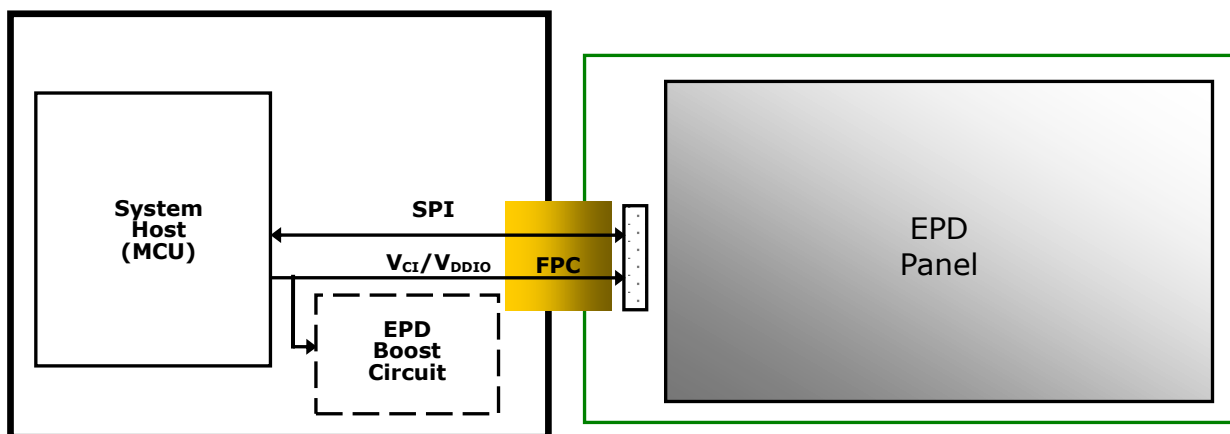 System
Host
(MCU)
SPI
VCI/VDDIO
FPC
EPD
Boost
Circuit
EPD
Panel